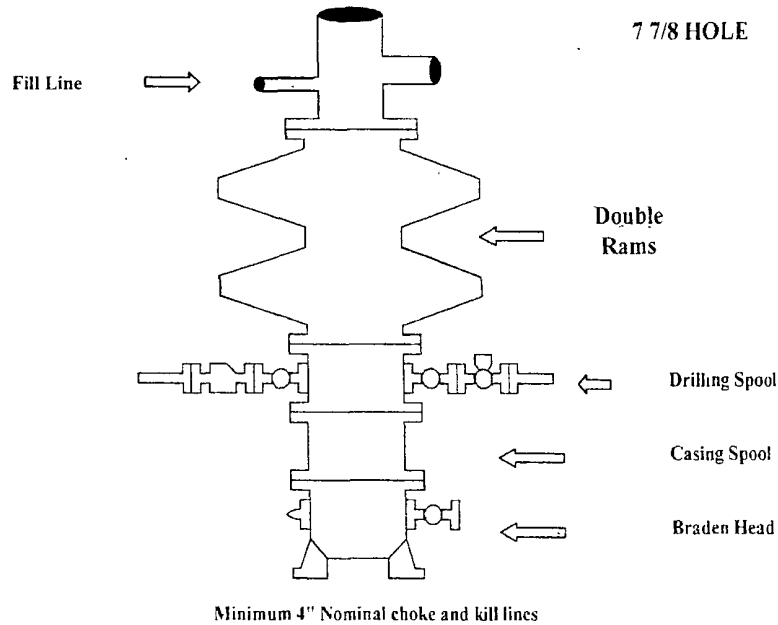 7 7/8 HOLE
Fill Line
Double
Rams
Drilling Spool
Casing Spool
Braden Head
Minimum 4" Nominal choke and kill lines